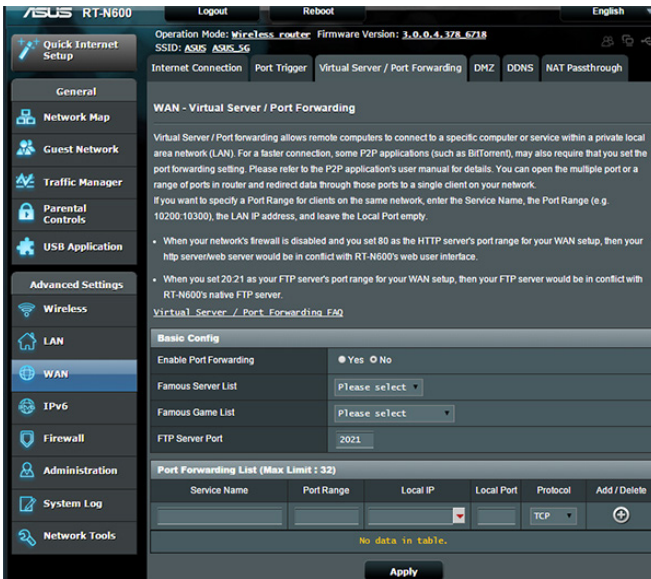 ASUS RT-N600
Logout
Reboot
English
Quick Internet
Setup
General
Network Map
Guest Network
Traffic Manager
Parental
Controls
USB Application
Advanced Settings
Wireless
LAN
WAN
IPv6
Firewall
Administration
System Log
Network Tools
Operation Mode: Wireless router Firmware Version: 3.0.0.4.378_6718
SSID: ASUS ASUS_5G
Internet Connection Port Trigger Virtual Server / Port Forwarding DMZ DDNS NAT Passthrough
WAN - Virtual Server / Port Forwarding
Virtual Server / Port forwarding allows remote computers to connect to a specific computer or service within a private local
area network (LAN). For a faster connection, some P2P applications (such as BitTorrent), may also require that you set the
port forwarding setting. Please refer to the P2P application's user manual for details. You can open the multiple port or a
range of ports in router and redirect data through those ports to a single client on your network.
If you want to specify a Port Range for clients on the same network, enter the Service Name, the Port Range (e.g.
10200:10300), the LAN IP address, and leave the Local Port empty.
• When your network's firewall is disabled and you set 80 as the HTTP server's port range for your WAN setup, then your
http server/web server would be in conflict with RT-N600's web user interface.
• When you set 20:21 as your FTP server's port range for your WAN setup, then your FTP server would be in conflict with
RT-N600's native FTP server.
Virtual Server / Port Forwarding FAQ
Basic Config
Enable Port Forwarding Yes No
Famous Server List Please select
Famous Game List Please select
FTP Server Port 2021
Port Forwarding List (Max Limit : 32)
Service Name Port Range Local IP Local Port Protocol Add / Delete
TCP
No data in table.
Apply